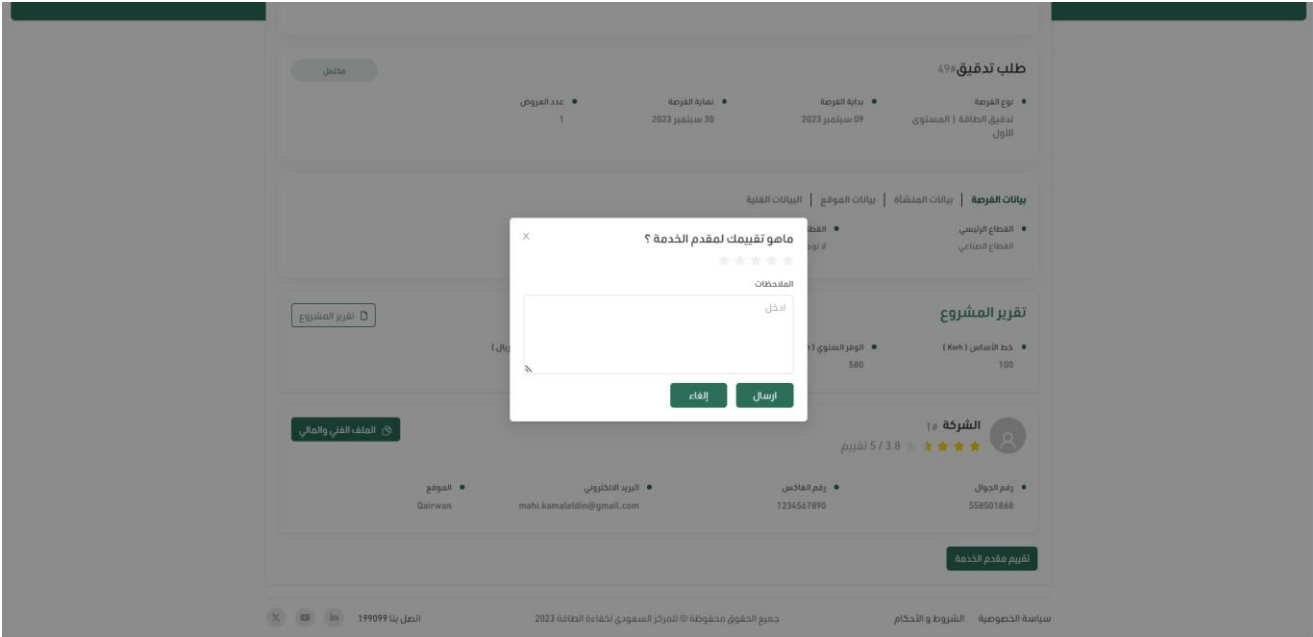 طلب تدقيق#49
مكتمل
نوع الفرصة
تدقيق الطاقة | المستوى الأول
بداية الفرصة
09 سبتمبر 2023
نهاية الفرصة
30 سبتمبر 2023
عدد العروض
1
بيانات الفرصة | بيانات المنشأة | بيانات الموقع | البيانات الفنية
القطاع الرئيسي
القطاع الصناعي
ماهو تقييمك لمقدم الخدمة ؟
×
الملاحظات
ادخل
ارسال
إلغاء
تقرير المشروع
تقرير المشروع
خط الأساس ( Kwh )
100
الوفر السنوي
580
ريال )
الشركة #1
3.8 / 5 تقييم
الملف الفني والمالي
رقم الجوال
558501868
رقم الفاكس
1234567890
البريد الالكتروني
mahi.kamaleldin@gmail.com
الموقع
Qairwan
تقييم مقدم الخدمة
سياسة الخصوصية الشروط و الأحكام
جميع الحقوق محفوظة © للمركز السعودي لكفاءة الطاقة 2023
اتصل بنا 199099